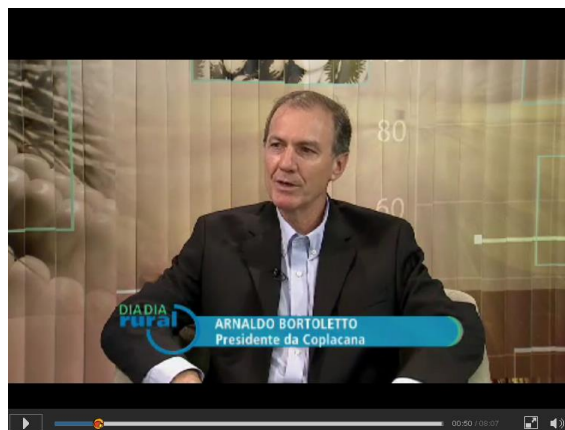 80
60
DIA DIA
rural
ARNALDO BORTOLETTO
Presidente da Coplacana
00:50 / 08:07